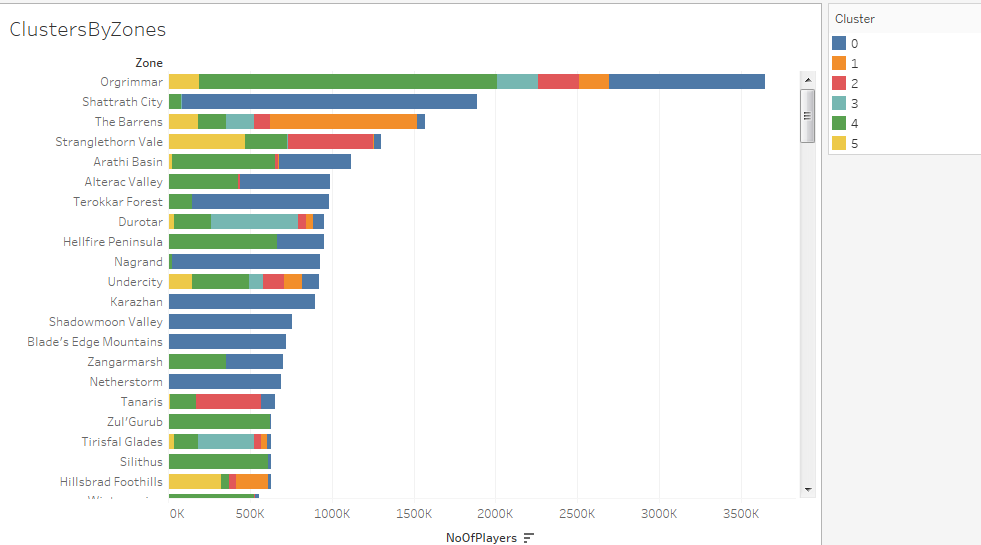 ClustersByZones
Zone
Orgrimmar
Shattrath City
The Barrens
Stranglethorn Vale
Arathi Basin
Alterac Valley
Terokkar Forest
Durotar
Hellfire Peninsula
Nagrand
Undercity
Karazhan
Shadowmoon Valley
Blade's Edge Mountains
Zangarmarsh
Netherstorm
Tanaris
Zul'Gurub
Tirisfal Glades
Silithus
Hillsbrad Foothills
0K 500K 1000K 1500K 2000K 2500K 3000K 3500K
NoOfPlayers
Cluster
0
1
2
3
4
5